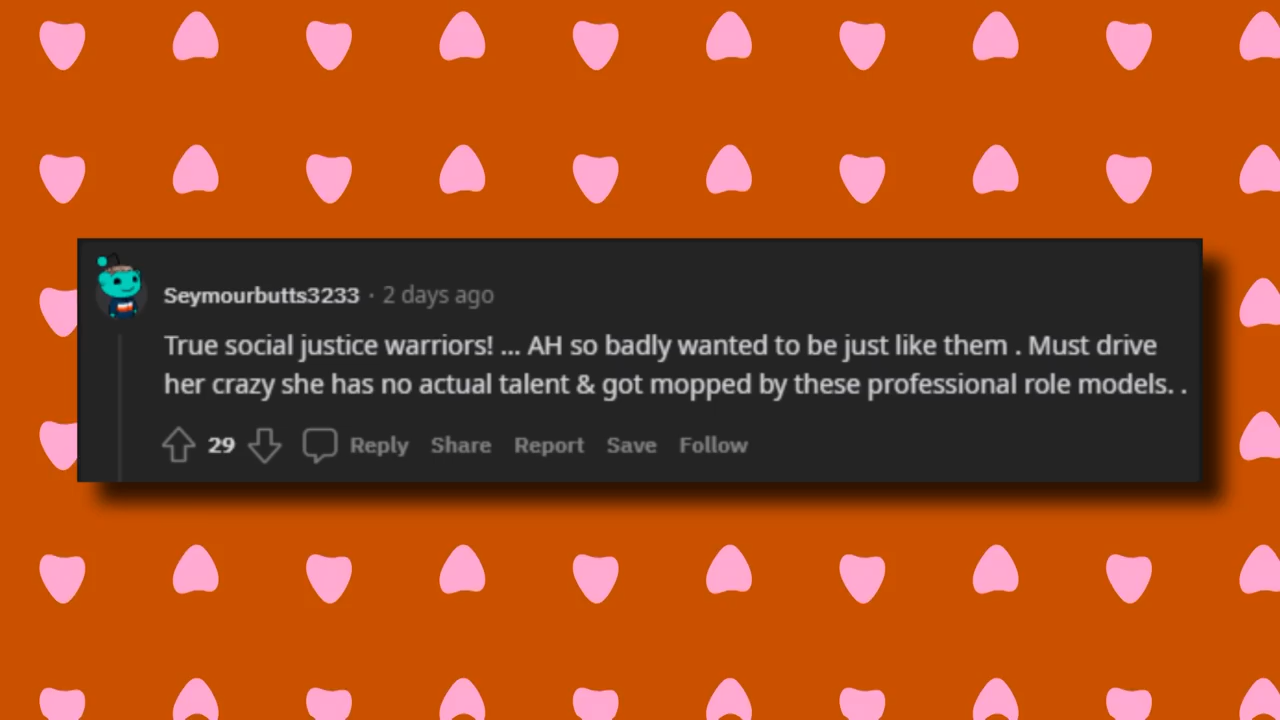 Seymourbutts3233 · 2 days ago
True social justice warriors! ... AH so badly wanted to be just like them . Must drive
her crazy she has no actual talent & got mopped by these professional role models. .
29 Reply Share Report Save Follow